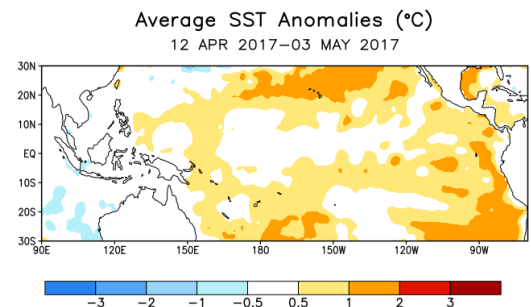 Average SST Anomalies (°C)
12 APR 2017–03 MAY 2017
30N
20N
10N
EQ
10S
20S
30S
90E 120E 150E 180 150W 120W 90W
−3 −2 −1 −0.5 0.5 1 2 3